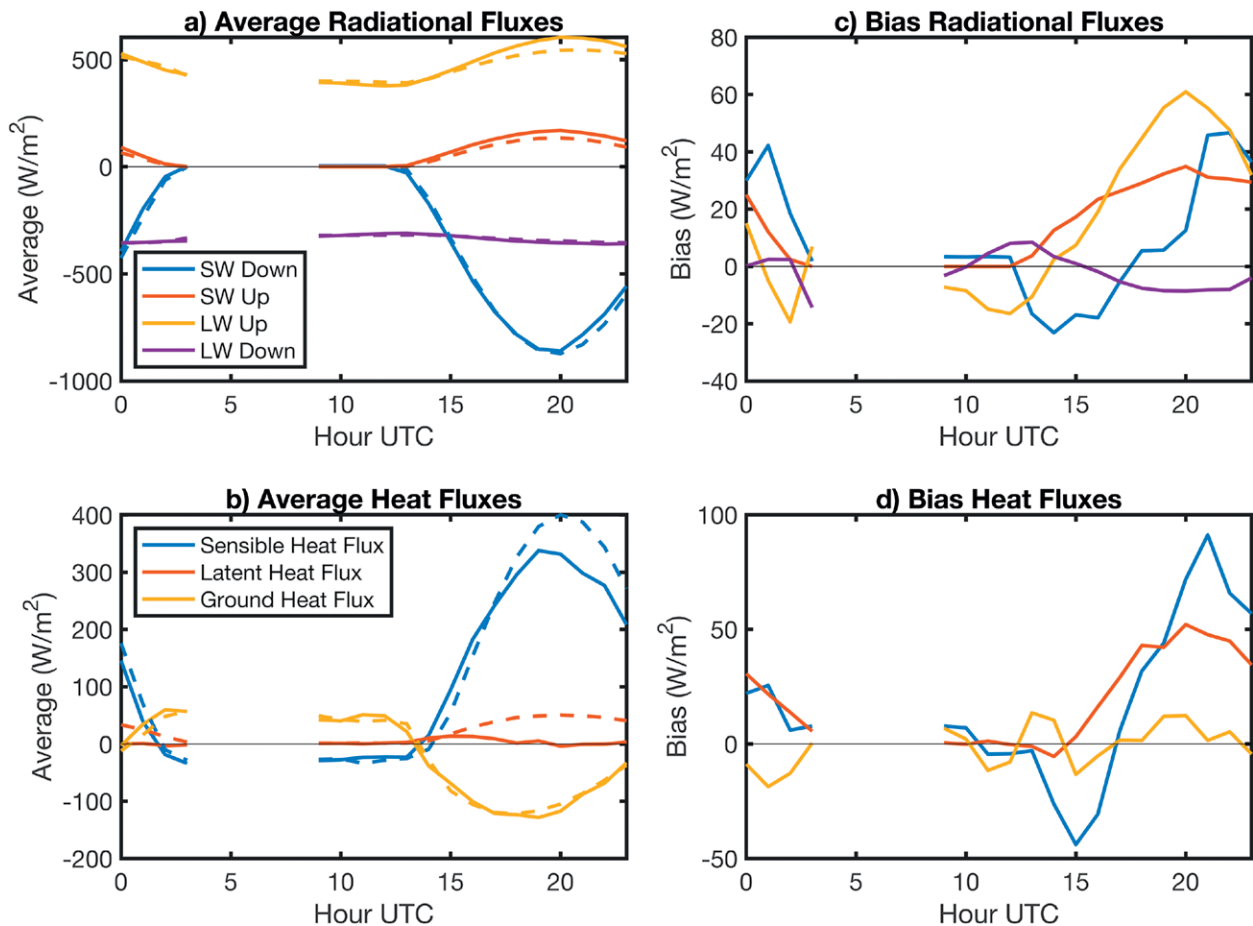 a) Average Radiational Fluxes
Average (W/m²)
500
0
-500
-1000
SW Down
SW Up
LW Up
LW Down
0 5 10 15 20
Hour UTC
c) Bias Radiational Fluxes
Bias (W/m²)
80
60
40
20
0
-20
-40
0 5 10 15 20
Hour UTC
b) Average Heat Fluxes
Average (W/m²)
400
300
200
100
0
-100
-200
Sensible Heat Flux
Latent Heat Flux
Ground Heat Flux
0 5 10 15 20
Hour UTC
d) Bias Heat Fluxes
Bias (W/m²)
100
50
0
-50
0 5 10 15 20
Hour UTC